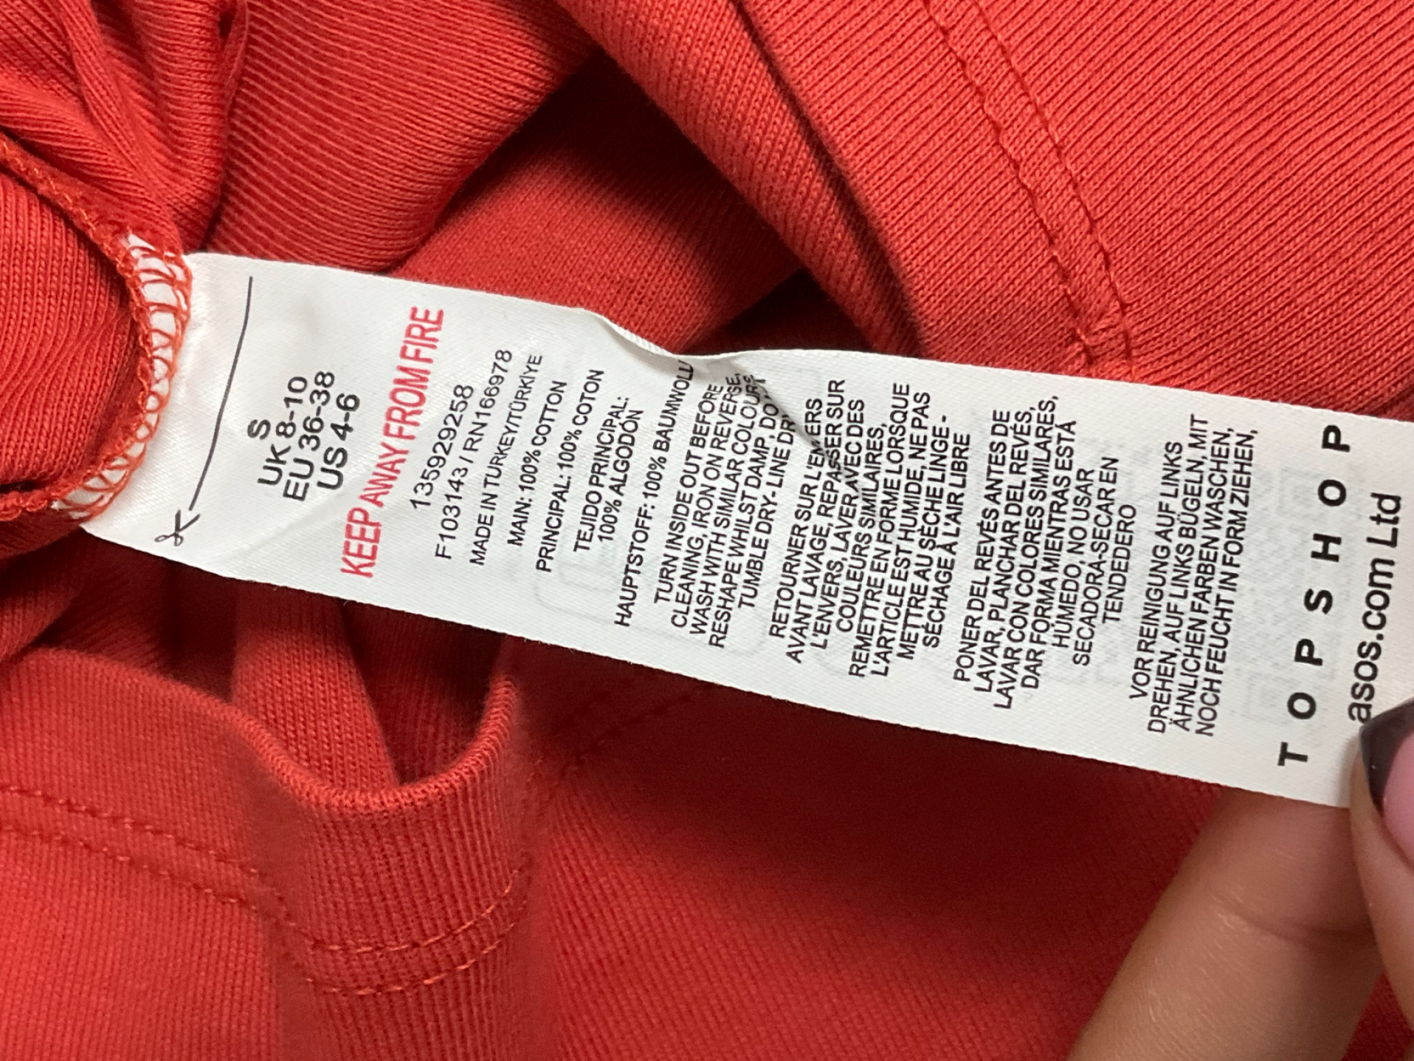 S
UK 8-10
EU 36-38
US 4-6
KEEP AWAY FROM FIRE
135929258
F103143 / RN166978
MADE IN TURKEY/TÜRKİYE
MAIN: 100% COTTON
PRINCIPAL: 100% COTON
TEJIDO PRINCIPAL:
100% ALGODÓN
HAUPTSTOFF: 100% BAUMWOLL
TURN INSIDE OUT BEFORE
CLEANING, IRON ON REVERSE,
WASH WITH SIMILAR COLOURS,
RESHAPE WHILST DAMP, DO
TUMBLE DRY- LINE DR
RETOURNER SUR L'ENVERS
AVANT LAVAGE, REPASSER SUR
L'ENVERS, LAVER AVEC DES
COULEURS SIMILAIRES,
REMETTRE EN FORME LORSQUE
L'ARTICLE EST HUMIDE, NE PAS
METTRE AU SÈCHE LINGE -
SÉCHAGE À L'AIR LIBRE
PONER DEL REVÉS ANTES DE
LAVAR, PLANCHAR DEL REVÉS,
LAVAR CON COLORES SIMILARES,
DAR FORMA MIENTRAS ESTÁ
HÚMEDO, NO USAR
SECADORA-SECAR EN
TENDEDERO
VOR REINIGUNG AUF LINKS
DREHEN, AUF LINKS BÜGELN, MIT
ÄHNLICHEN FARBEN WASCHEN,
NOCH FEUCHT IN FORM ZIEHEN,
TOPSHOP
asos.com Ltd